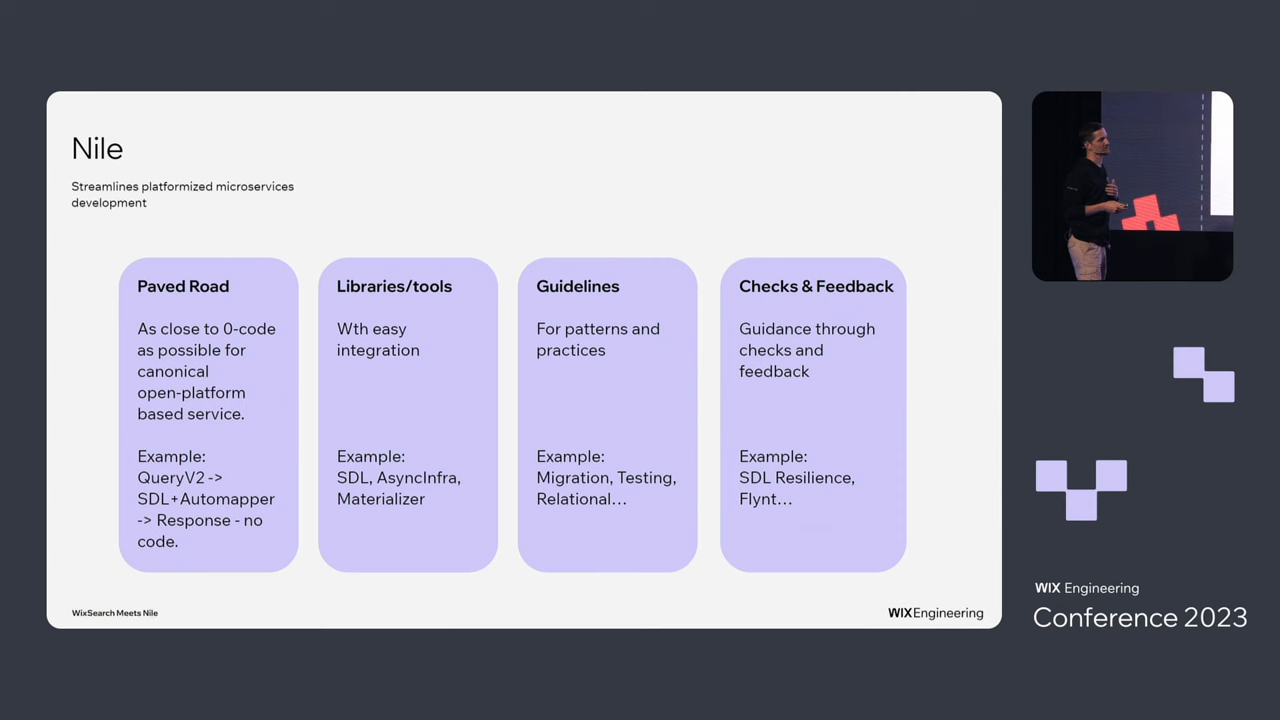 Nile
Streamlines platformized microservices
development
Paved Road
As close to 0-code
as possible for
canonical
open-platform
based service.
Example:
QueryV2 ->
SDL+Automapper
-> Response - no
code.
Libraries/tools
Wth easy
integration
Example:
SDL, AsyncInfra,
Materializer
Guidelines
For patterns and
practices
Example:
Migration, Testing,
Relational...
Checks & Feedback
Guidance through
checks and
feedback
Example:
SDL Resilience,
Flynt...
WixSearch Meets Nile
WIXEngineering
WIX Engineering
Conference 2023